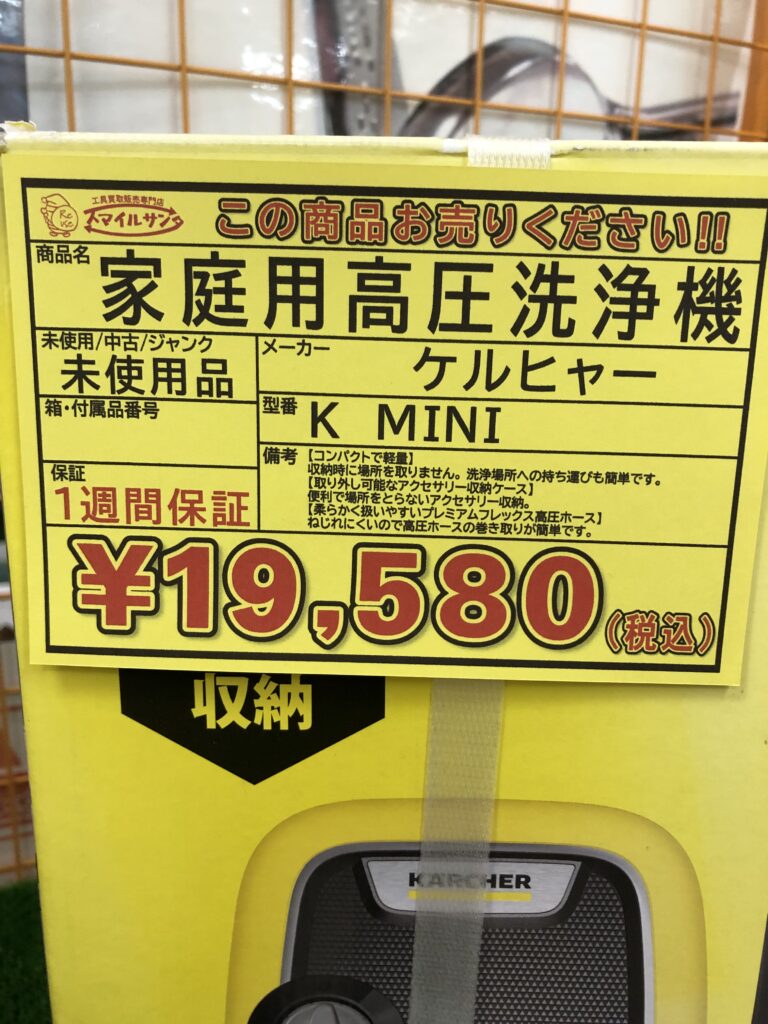 工具買取販売専門店
Re
use
スマイルサン
この商品お売りください!!
商品名
家庭用高圧洗浄機
未使用/中古/ジャンク
未使用品
メーカー
ケルヒャー
箱・付属品番号
型番
K MINI
保証
1週間保証
備考
【コンパクトで軽量】
収納時に場所を取りません。洗浄場所への持ち運びも簡単です。
【取り外し可能なアクセサリー収納ケース】
便利で場所をとらないアクセサリー収納。
【柔らかく扱いやすいプレミアムフレックス高圧ホース】
ねじれにくいので高圧ホースの巻き取りが簡単です。
¥19,580(税込)
収納
KARCHER